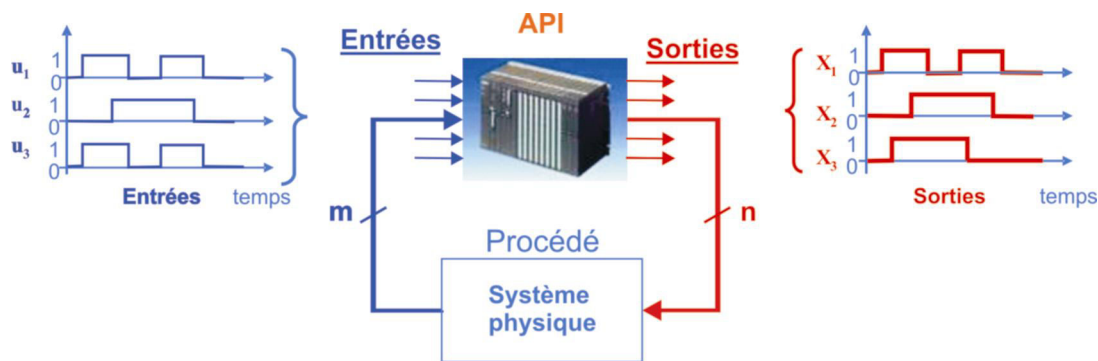 API
Entrées
Sorties
1
u1
0
1
u2
0
1
u3
0
Entrées
temps
1
X1
0
1
X2
0
1
X3
0
Sorties
temps
m
n
Procédé
Système
physique